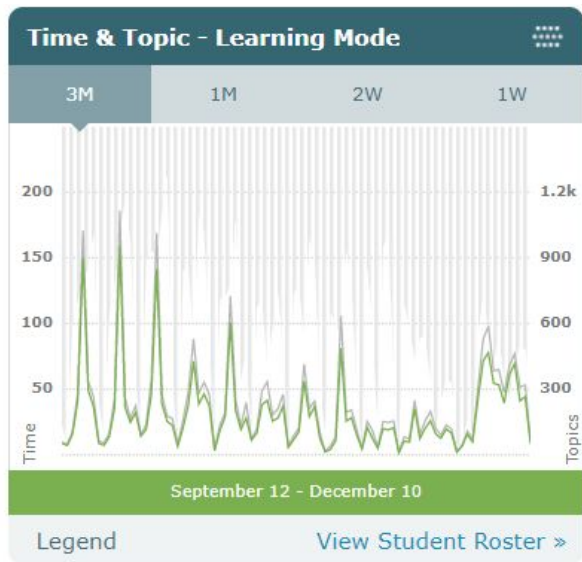 Time & Topic - Learning Mode
3M 1M 2W 1W
200 1.2k
150 900
100 600
50 300
Time Topics
September 12 - December 10
Legend View Student Roster »